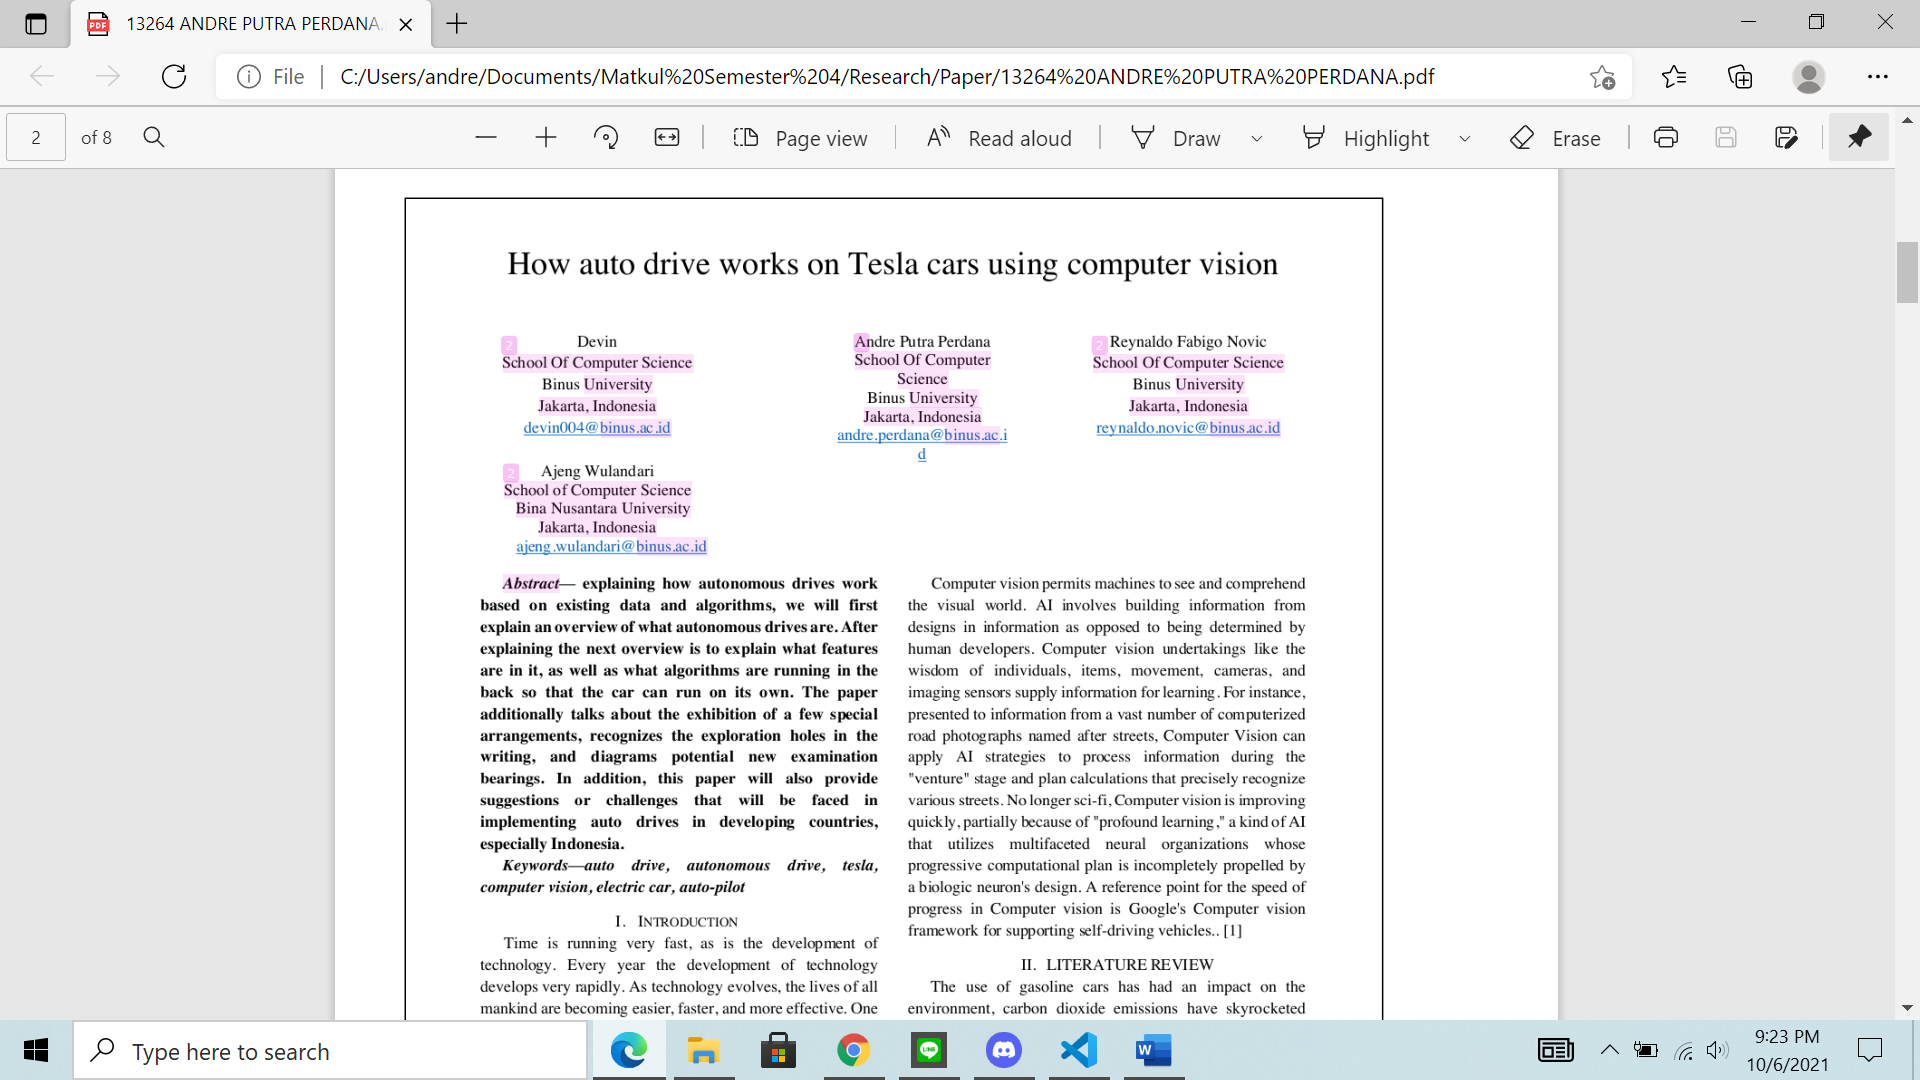 13264 ANDRE PUTRA PERDANA.
File
C:/Users/andre/Documents/Matkul%20Semester%204/Research/Paper/13264%20ANDRE%20PUTRA%20PERDANA.pdf
2 of 8
Page view
Read aloud
Draw
Highlight
Erase
How auto drive works on Tesla cars using computer vision
2
Devin
School Of Computer Science
Binus University
Jakarta, Indonesia
devin004@binus.ac.id
Andre Putra Perdana
School Of Computer
Science
Binus University
Jakarta, Indonesia
andre.perdana@binus.ac.i
d
2
Reynaldo Fabigo Novic
School Of Computer Science
Binus University
Jakarta, Indonesia
reynaldo.novic@binus.ac.id
2
Ajeng Wulandari
School of Computer Science
Bina Nusantara University
Jakarta, Indonesia
ajeng.wulandari@binus.ac.id
Abstract— explaining how autonomous drives work
based on existing data and algorithms, we will first
explain an overview of what autonomous drives are. After
explaining the next overview is to explain what features
are in it, as well as what algorithms are running in the
back so that the car can run on its own. The paper
additionally talks about the exhibition of a few special
arrangements, recognizes the exploration holes in the
writing, and diagrams potential new examination
bearings. In addition, this paper will also provide
suggestions or challenges that will be faced in
implementing auto drives in developing countries,
especially Indonesia.
Keywords—auto drive, autonomous drive, tesla,
computer vision, electric car, auto-pilot
I. INTRODUCTION
Time is running very fast, as is the development of
technology. Every year the development of technology
develops very rapidly. As technology evolves, the lives of all
mankind are becoming easier, faster, and more effective. One
Computer vision permits machines to see and comprehend
the visual world. AI involves building information from
designs in information as opposed to being determined by
human developers. Computer vision undertakings like the
wisdom of individuals, items, movement, cameras, and
imaging sensors supply information for learning. For instance,
presented to information from a vast number of computerized
road photographs named after streets, Computer Vision can
apply AI strategies to process information during the
"venture" stage and plan calculations that precisely recognize
various streets. No longer sci-fi, Computer vision is improving
quickly, partially because of "profound learning," a kind of AI
that utilizes multifaceted neural organizations whose
progressive computational plan is incompletely propelled by
a biologic neuron's design. A reference point for the speed of
progress in Computer vision is Google's Computer vision
framework for supporting self-driving vehicles.. [1]
II. LITERATURE REVIEW
The use of gasoline cars has had an impact on the
environment, carbon dioxide emissions have skyrocketed
Type here to search
9:23 PM
10/6/2021